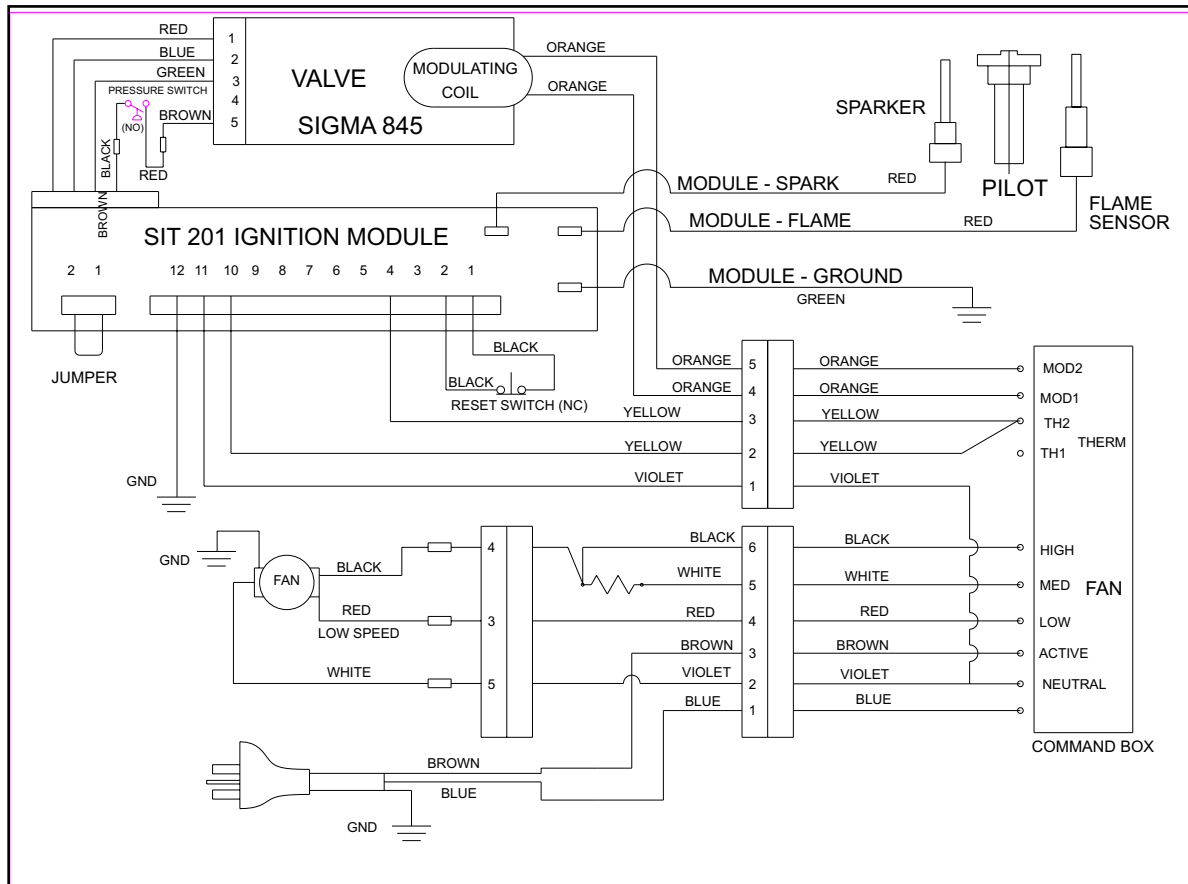 RED
1
BLUE
2
GREEN
3
PRESSURE SWITCH
4
BROWN
5
(NO)
BLACK
RED
BROWN
VALVE
SIGMA 845
MODULATING
COIL
ORANGE
ORANGE
SPARKER
PILOT
FLAME
SENSOR
MODULE - SPARK
RED
MODULE - FLAME
RED
MODULE - GROUND
GREEN
SIT 201 IGNITION MODULE
2 1
12 11 10 9 8 7 6 5 4 3 2 1
JUMPER
BLACK
BLACK
RESET SWITCH (NC)
ORANGE 5 ORANGE MOD2
ORANGE 4 ORANGE MOD1
YELLOW 3 YELLOW TH2
THERM
YELLOW 2 YELLOW TH1
VIOLET 1 VIOLET
GND
GND
FAN
BLACK 4
RED 3
LOW SPEED
WHITE 5
BLACK 6 BLACK HIGH
WHITE 5 WHITE MED
FAN
RED 4 RED LOW
BROWN 3 BROWN ACTIVE
VIOLET 2 VIOLET NEUTRAL
BLUE 1 BLUE
COMMAND BOX
BROWN
BLUE
GND